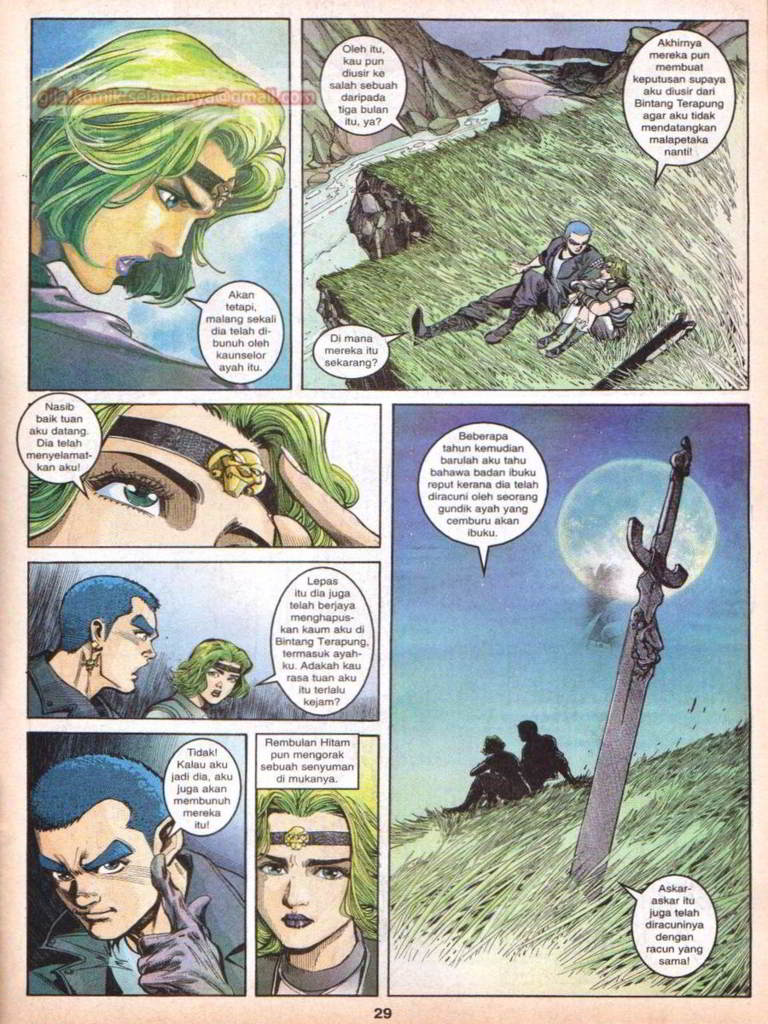 gila.komik.selamanya@gmail.com
Akan
tetapi,
malang sekali
dia telah di-
bunuh oleh
kaunselor
ayah itu.
Oleh itu,
kau pun
diusir ke
salah sebuah
daripada
tiga bulan
itu, ya?
Akhirnya
mereka pun
membuat
keputusan supaya
aku diusir dari
Bintang Terapung
agar aku tidak
mendatangkan
malapetaka
nanti!
Di mana
mereka itu
sekarang?
Nasib
baik tuan
aku datang.
Dia telah
menyelamat-
kan aku!
Beberapa
tahun kemudian
barulah aku tahu
bahawa badan ibuku
reput kerana dia telah
diracuni oleh seorang
gundik ayah yang
cemburu akan
ibuku.
Lepas
itu dia juga
telah berjaya
menghapus-
kan kaum aku di
Bintang Terapung,
termasuk ayah-
ku. Adakah kau
rasa tuan aku
itu terlalu
kejam?
Tidak!
Kalau aku
jadi dia, aku
juga akan
membunuh
mereka
itu!
Rembulan Hitam
pun mengorak
sebuah senyuman
di mukanya.
Askar-
askar itu
juga telah
diracuninya
dengan
racun yang
sama!
29